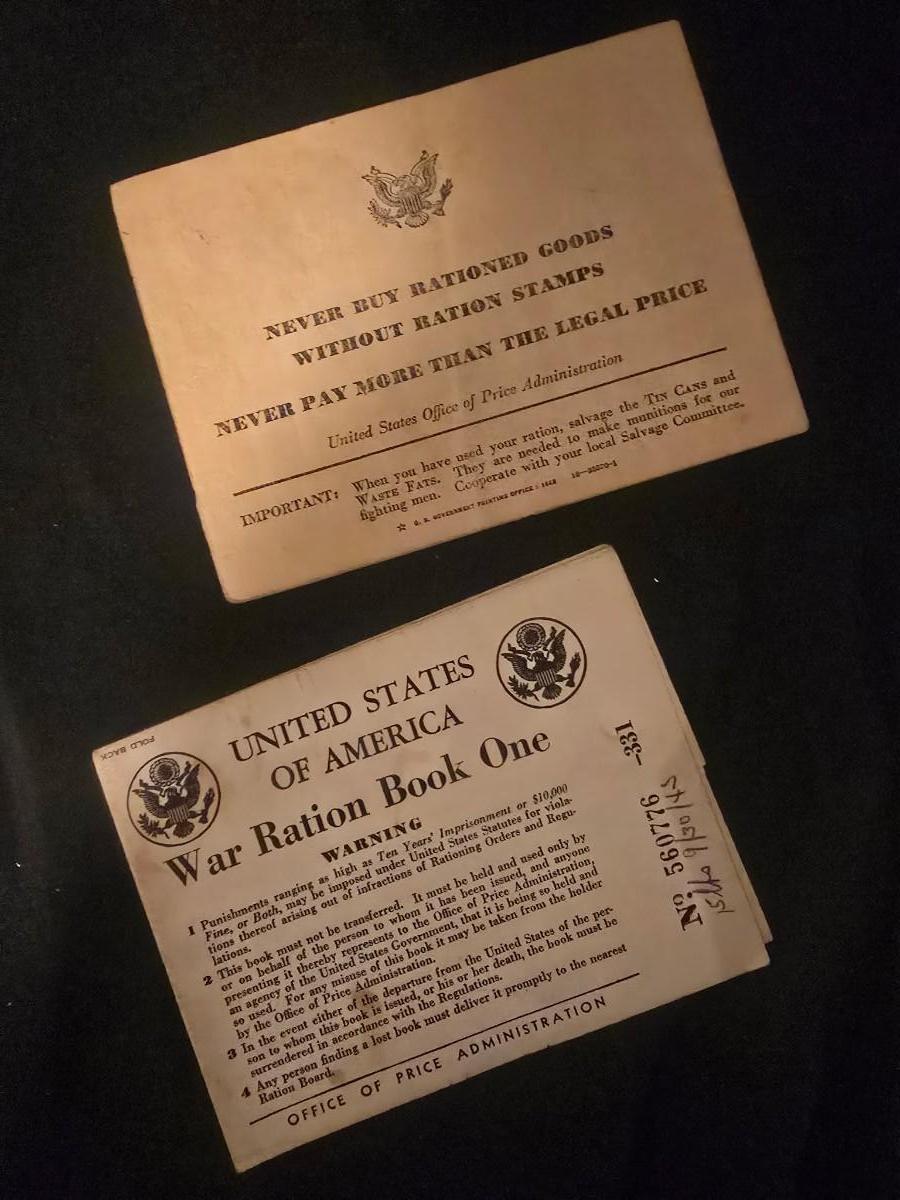 NEVER BUY RATIONED GOODS
WITHOUT RATION STAMPS
NEVER PAY MORE THAN THE LEGAL PRICE
United States Office of Price Administration
IMPORTANT: When you have used your ration, salvage the TIN CANS and
WASTE FATS. They are needed to make munitions for our
fighting men. Cooperate with your local Salvage Committee.
☆ U. S. GOVERNMENT PRINTING OFFICE : 1943
FOLD BACK
UNITED STATES
OF AMERICA
War Ration Book One
WARNING
1 Punishments ranging as high as Ten Years' Imprisonment or $10,000
Fine, or Both, may be imposed under United States Statutes for viola-
tions thereof arising out of infractions of Rationing Orders and Regu-
lations.
2 This book must not be transferred. It must be held and used only by
or on behalf of the person to whom it has been issued, and anyone
presenting it thereby represents to the Office of Price Administration,
an agency of the United States Government, that it is being so held and
so used. For any misuse of this book it may be taken from the holder
by the Office of Price Administration.
3 In the event either of the departure from the United States of the per-
son to whom this book is issued, or his or her death, the book must be
surrendered in accordance with the Regulations.
4 Any person finding a lost book must deliver it promptly to the nearest
Ration Board.
OFFICE OF PRICE ADMINISTRATION
No. 560776 -331